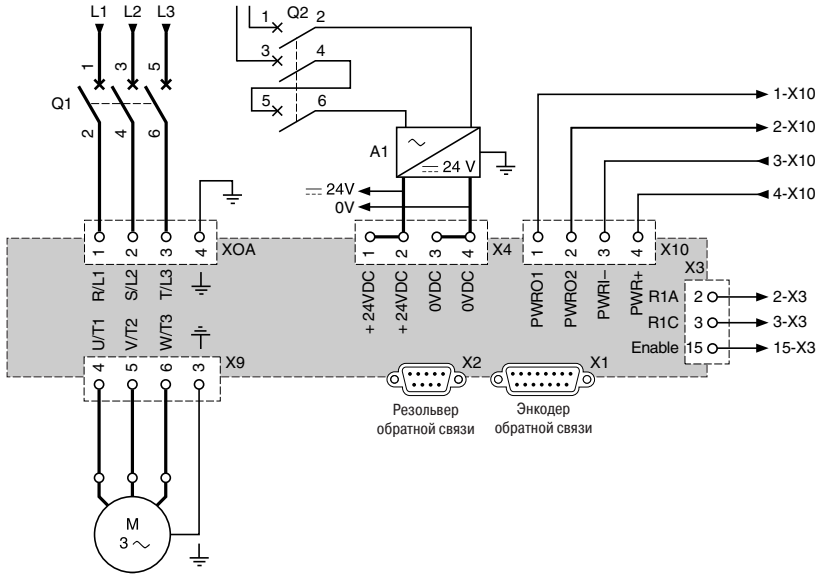 L1 L2 L3
Q2
1 2
3 4
5 6
1 3 5
Q1
2 4 6
A1
24 V
24V
0V
1-X10
2-X10
3-X10
4-X10
1 2 3 4 XOA
R/L1 S/L2 T/L3
1 2 3 4 X4
+ 24VDC + 24VDC 0VDC 0VDC
1 2 3 4 X10
PWRO1 PWRO2 PWRI– PWR+
X3
R1A 2 2-X3
R1C 3 3-X3
Enable 15 15-X3
U/T1 V/T2 W/T3
4 5 6 3 X9
X2
X1
Резольвер
обратной связи
Энкодер
обратной связи
M
3